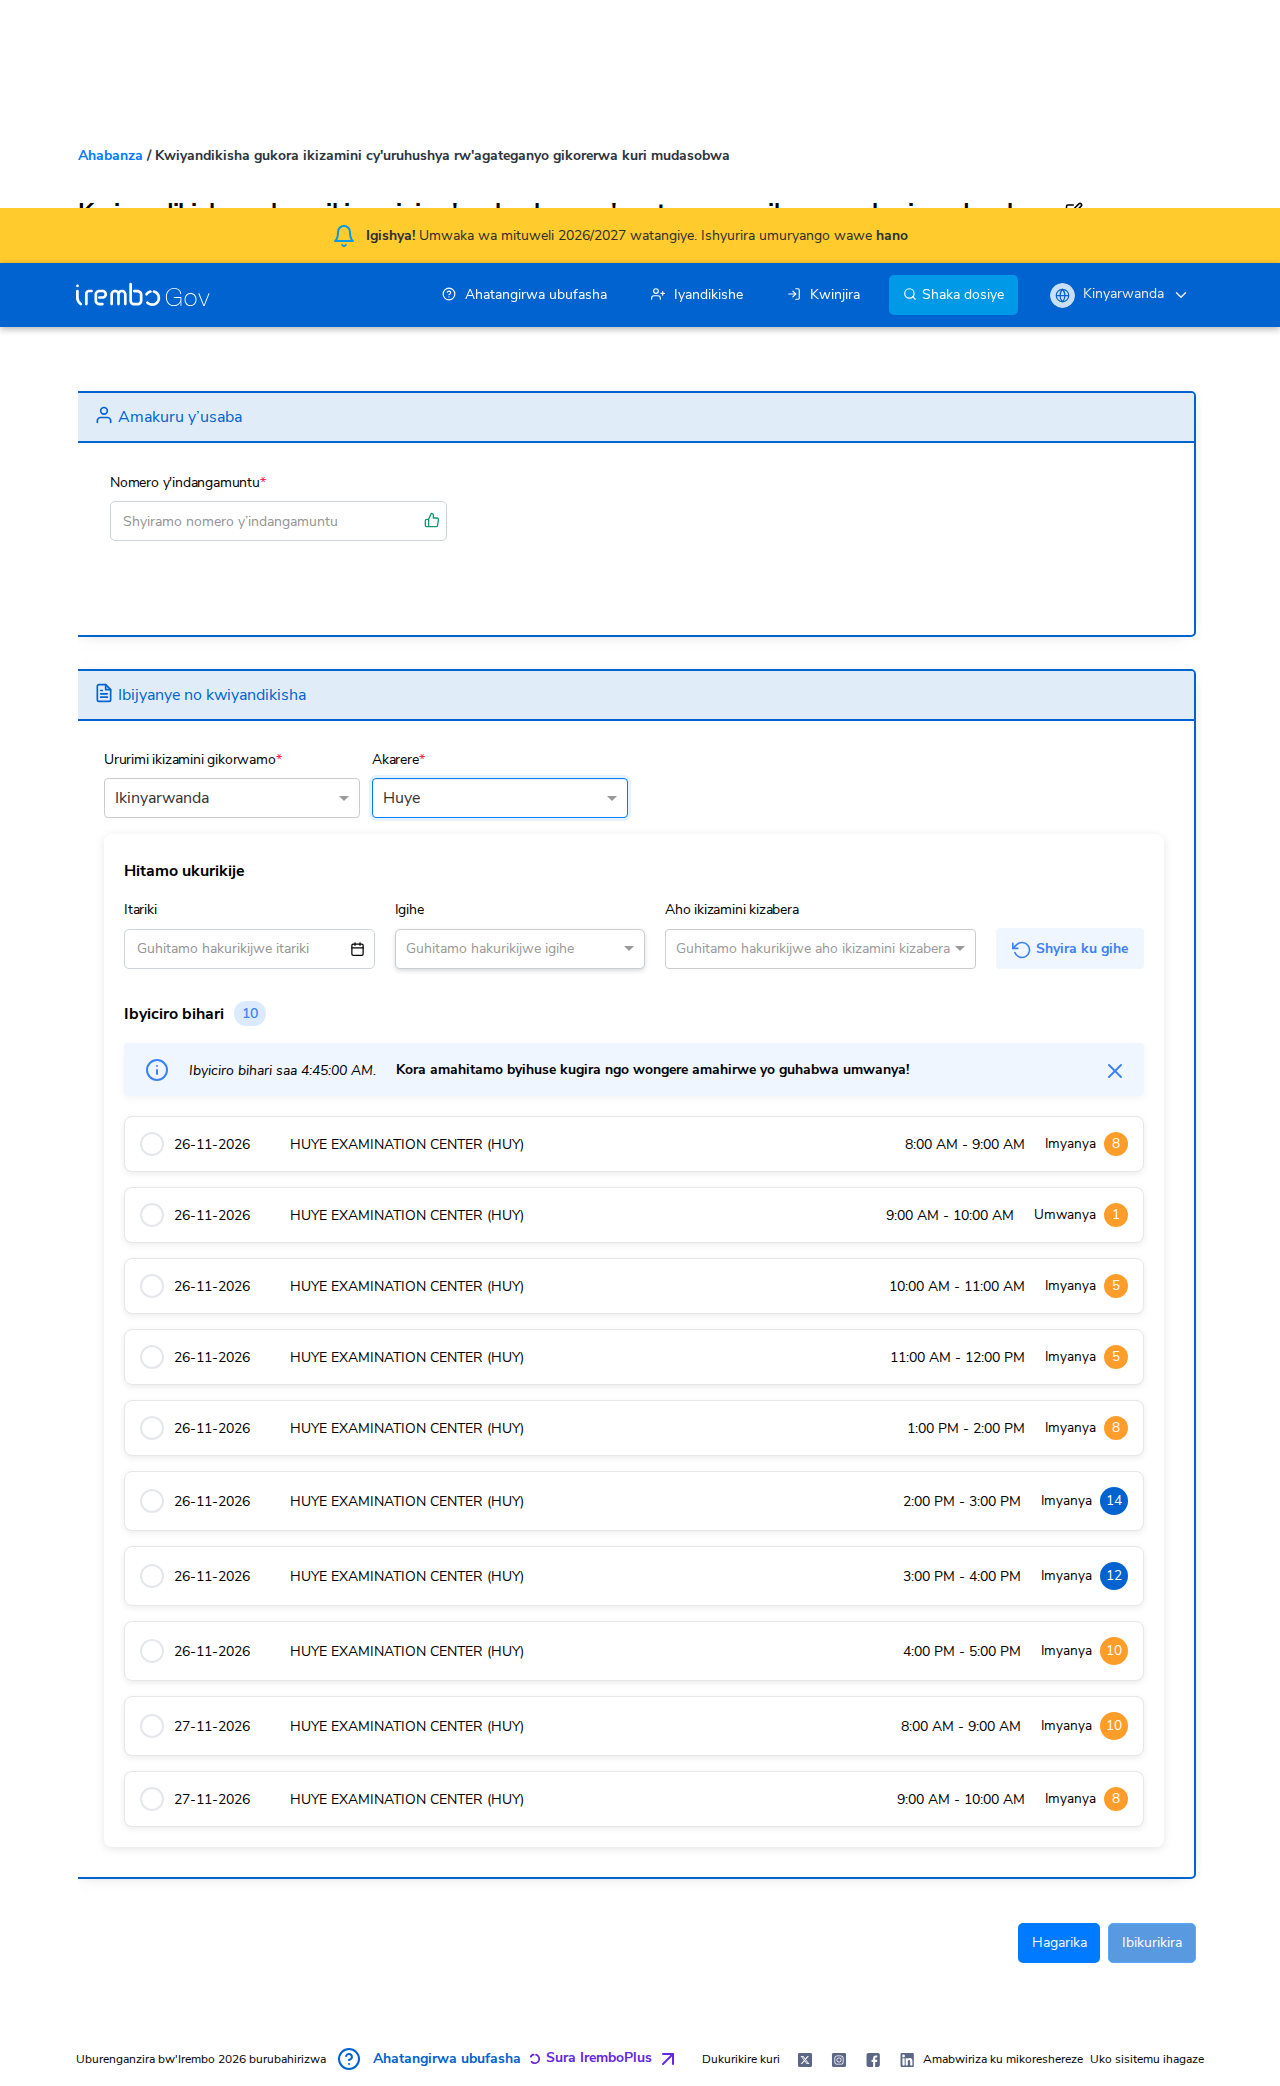 Ahabanza / Kwiyandikisha gukora ikizamini cy'uruhushya rw'agateganyo gikorerwa kuri mudasobwa
Igishya! Umwaka wa mituweli 2026/2027 watangiye. Ishyurira umuryango wawe hano
irembo Gov
Ahatangirwa ubufasha
Iyandikishe
Kwinjira
Shaka dosiye
Kinyarwanda
Amakuru y'usaba
Nomero y'indangamuntu*
Shyiramo nomero y'indangamuntu
Ibijyanye no kwiyandikisha
Ururimi ikizamini gikorwamo* Akarere*
Ikinyarwanda Huye
Hitamo ukurikije
Itariki Igihe Aho ikizamini kizabera
Guhitamo hakurikijwe itariki Guhitamo hakurikijwe igihe Guhitamo hakurikijwe aho ikizamini kizabera Shyira ku gihe
Ibyiciro bihari 10
Ibyiciro bihari saa 4:45:00 AM. Kora amahitamo byihuse kugira ngo wongere amahirwe yo guhabwa umwanya!
26-11-2026 HUYE EXAMINATION CENTER (HUY) 8:00 AM - 9:00 AM Imyanya 8
26-11-2026 HUYE EXAMINATION CENTER (HUY) 9:00 AM - 10:00 AM Umwanya 1
26-11-2026 HUYE EXAMINATION CENTER (HUY) 10:00 AM - 11:00 AM Imyanya 5
26-11-2026 HUYE EXAMINATION CENTER (HUY) 11:00 AM - 12:00 PM Imyanya 5
26-11-2026 HUYE EXAMINATION CENTER (HUY) 1:00 PM - 2:00 PM Imyanya 8
26-11-2026 HUYE EXAMINATION CENTER (HUY) 2:00 PM - 3:00 PM Imyanya 14
26-11-2026 HUYE EXAMINATION CENTER (HUY) 3:00 PM - 4:00 PM Imyanya 12
26-11-2026 HUYE EXAMINATION CENTER (HUY) 4:00 PM - 5:00 PM Imyanya 10
27-11-2026 HUYE EXAMINATION CENTER (HUY) 8:00 AM - 9:00 AM Imyanya 10
27-11-2026 HUYE EXAMINATION CENTER (HUY) 9:00 AM - 10:00 AM Imyanya 8
Hagarika Ibikurikira
Uburenganzira bw'Irembo 2026 burubahirizwa Ahatangirwa ubufasha Sura IremboPlus Dukurikire kuri Amabwiriza ku mikoreshereze Uko sisitemu ihagaze